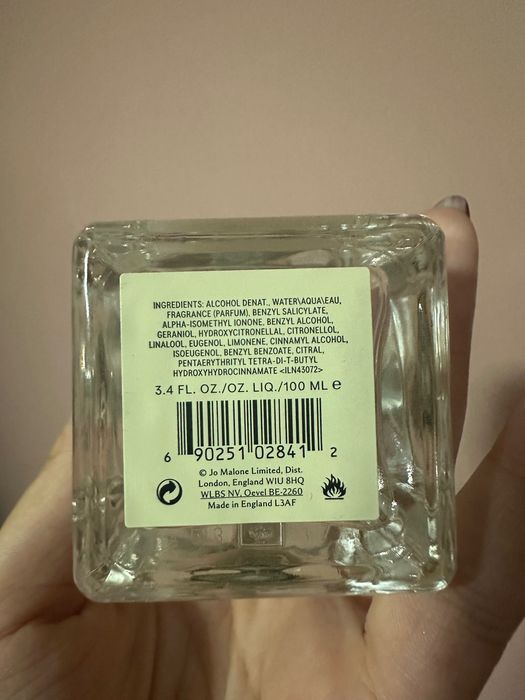 INGREDIENTS: ALCOHOL DENAT., WATER\AQUA\EAU,
FRAGRANCE (PARFUM), BENZYL SALICYLATE,
ALPHA-ISOMETHYL IONONE, BENZYL ALCOHOL,
GERANIOL, HYDROXYCITRONELLAL, CITRONELLOL,
LINALOOL, EUGENOL, LIMONENE, CINNAMYL ALCOHOL,
ISOEUGENOL, BENZYL BENZOATE, CITRAL,
PENTAERYTHRITYL TETRA-DI-T-BUTYL
HYDROXYHYDROCINNAMATE <ILN43072>
3.4 FL. OZ./OZ. LIQ./100 ML e
6 90251 02841 2
© Jo Malone Limited, Dist.
London, England W1U 8HQ
WLBS NV, Oevel BE-2260
Made in England L3AF